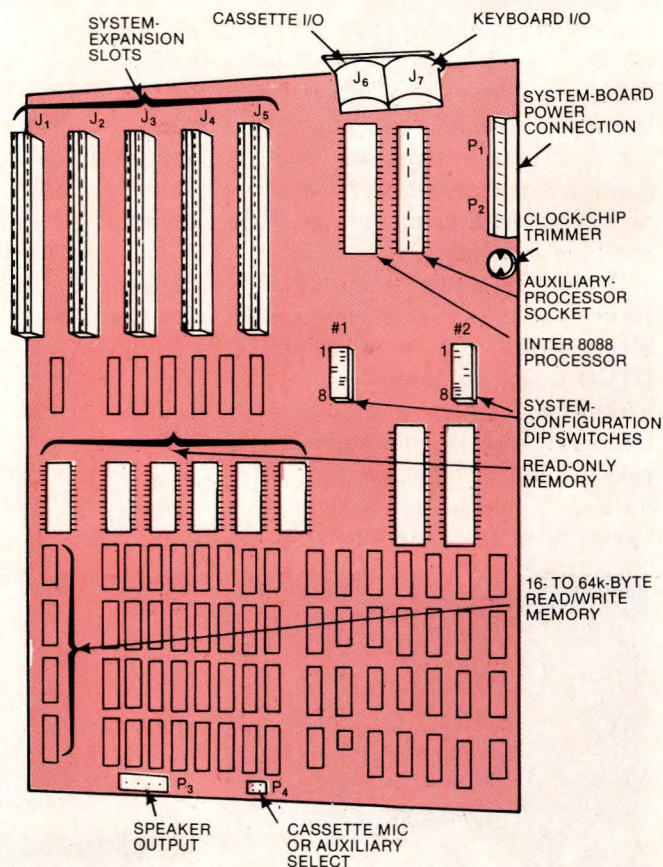 SYSTEM-
EXPANSION
SLOTS
CASSETTE I/O
KEYBOARD I/O
J6
J7
J1
J2
J3
J4
J5
SYSTEM-BOARD
POWER
CONNECTION
P1
P2
CLOCK-CHIP
TRIMMER
AUXILIARY-
PROCESSOR
SOCKET
INTER 8088
PROCESSOR
#1
#2
1
8
1
8
SYSTEM-
CONFIGURATION
DIP SWITCHES
READ-ONLY
MEMORY
16- TO 64k-BYTE
READ/WRITE
MEMORY
P3
P4
SPEAKER
OUTPUT
CASSETTE MIC
OR AUXILIARY
SELECT